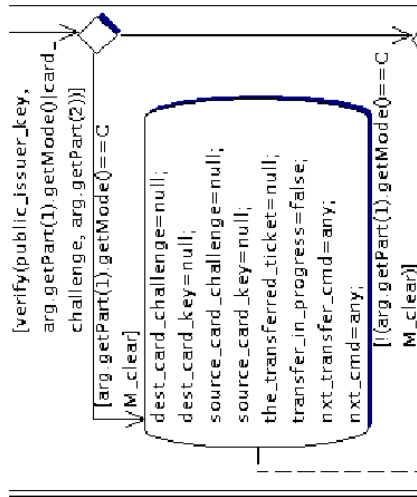 [verify(public_issuer_key,
arg.getPart(1).getMode()|card_
challenge, arg.getPart(2))]
[arg.getPart(1).getMode()==C
M_clear]
dest_card_challenge=null;
dest_card_key=null;
source_card_challenge=null;
source_card_key=null;
the_transferred_ticket=null;
transfer_in_progress=false;
nxt_transfer_cmd=any;
nxt_cmd=any;
[!(arg.getPart(1).getMode()==C
M_clear)]